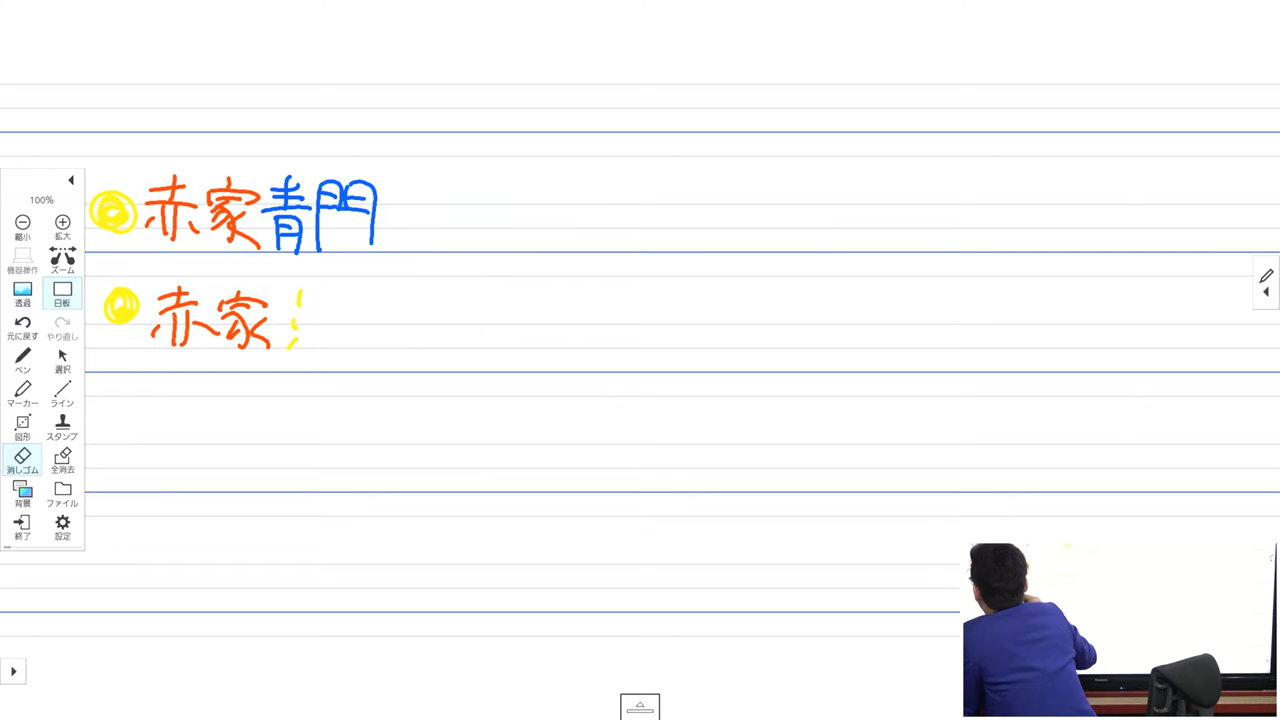 赤家青門
赤家
100%
縮小 拡大
機器操作 ズーム
透過 白板
元に戻す やり直し
ペン 選択
マーカー ライン
図形 スタンプ
消しゴム 全消去
背景 ファイル
終了 設定